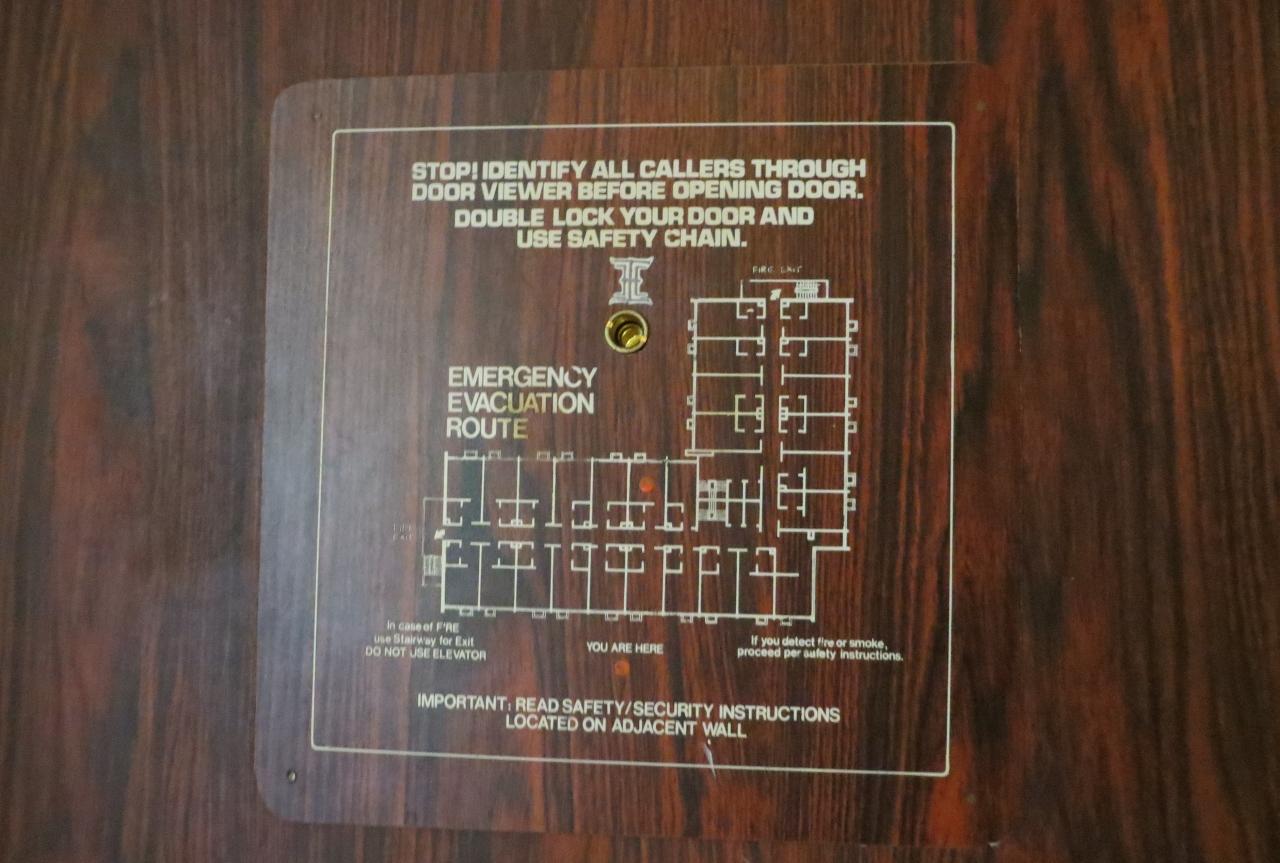 STOP! IDENTIFY ALL CALLERS THROUGH
DOOR VIEWER BEFORE OPENING DOOR.
DOUBLE LOCK YOUR DOOR AND
USE SAFETY CHAIN.
FIRE EXIT
EMERGENCY
EVACUATION
ROUTE
FIRE
EXIT
In case of FIRE
use Stairway for Exit
DO NOT USE ELEVATOR
YOU ARE HERE
If you detect fire or smoke,
proceed per safety instructions.
IMPORTANT: READ SAFETY/SECURITY INSTRUCTIONS
LOCATED ON ADJACENT WALL